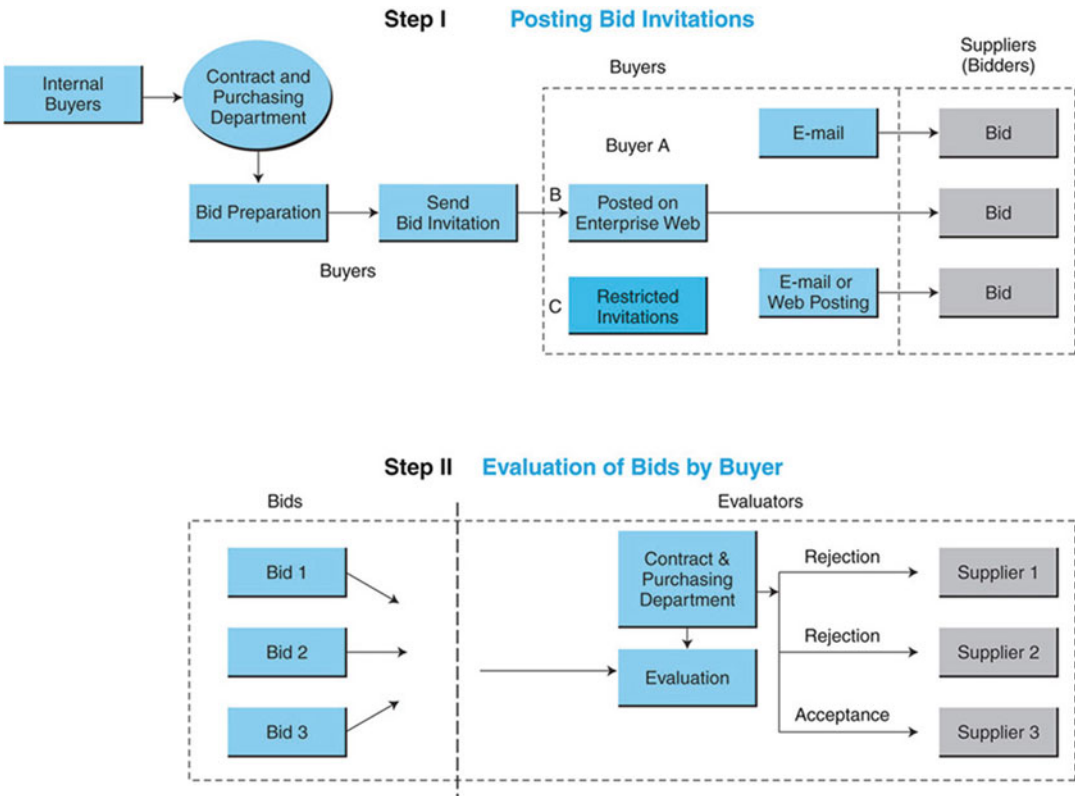 Step I Posting Bid Invitations
Internal
Buyers
Contract and
Purchasing
Department
Buyers
Suppliers
(Bidders)
Buyer A
E-mail
Bid
Bid Preparation
Send
Bid Invitation
B
Posted on
Enterprise Web
Bid
Buyers
C
Restricted
Invitations
E-mail or
Web Posting
Bid
Step II Evaluation of Bids by Buyer
Bids
Evaluators
Bid 1
Bid 2
Bid 3
Contract &
Purchasing
Department
Evaluation
Rejection
Supplier 1
Rejection
Supplier 2
Acceptance
Supplier 3